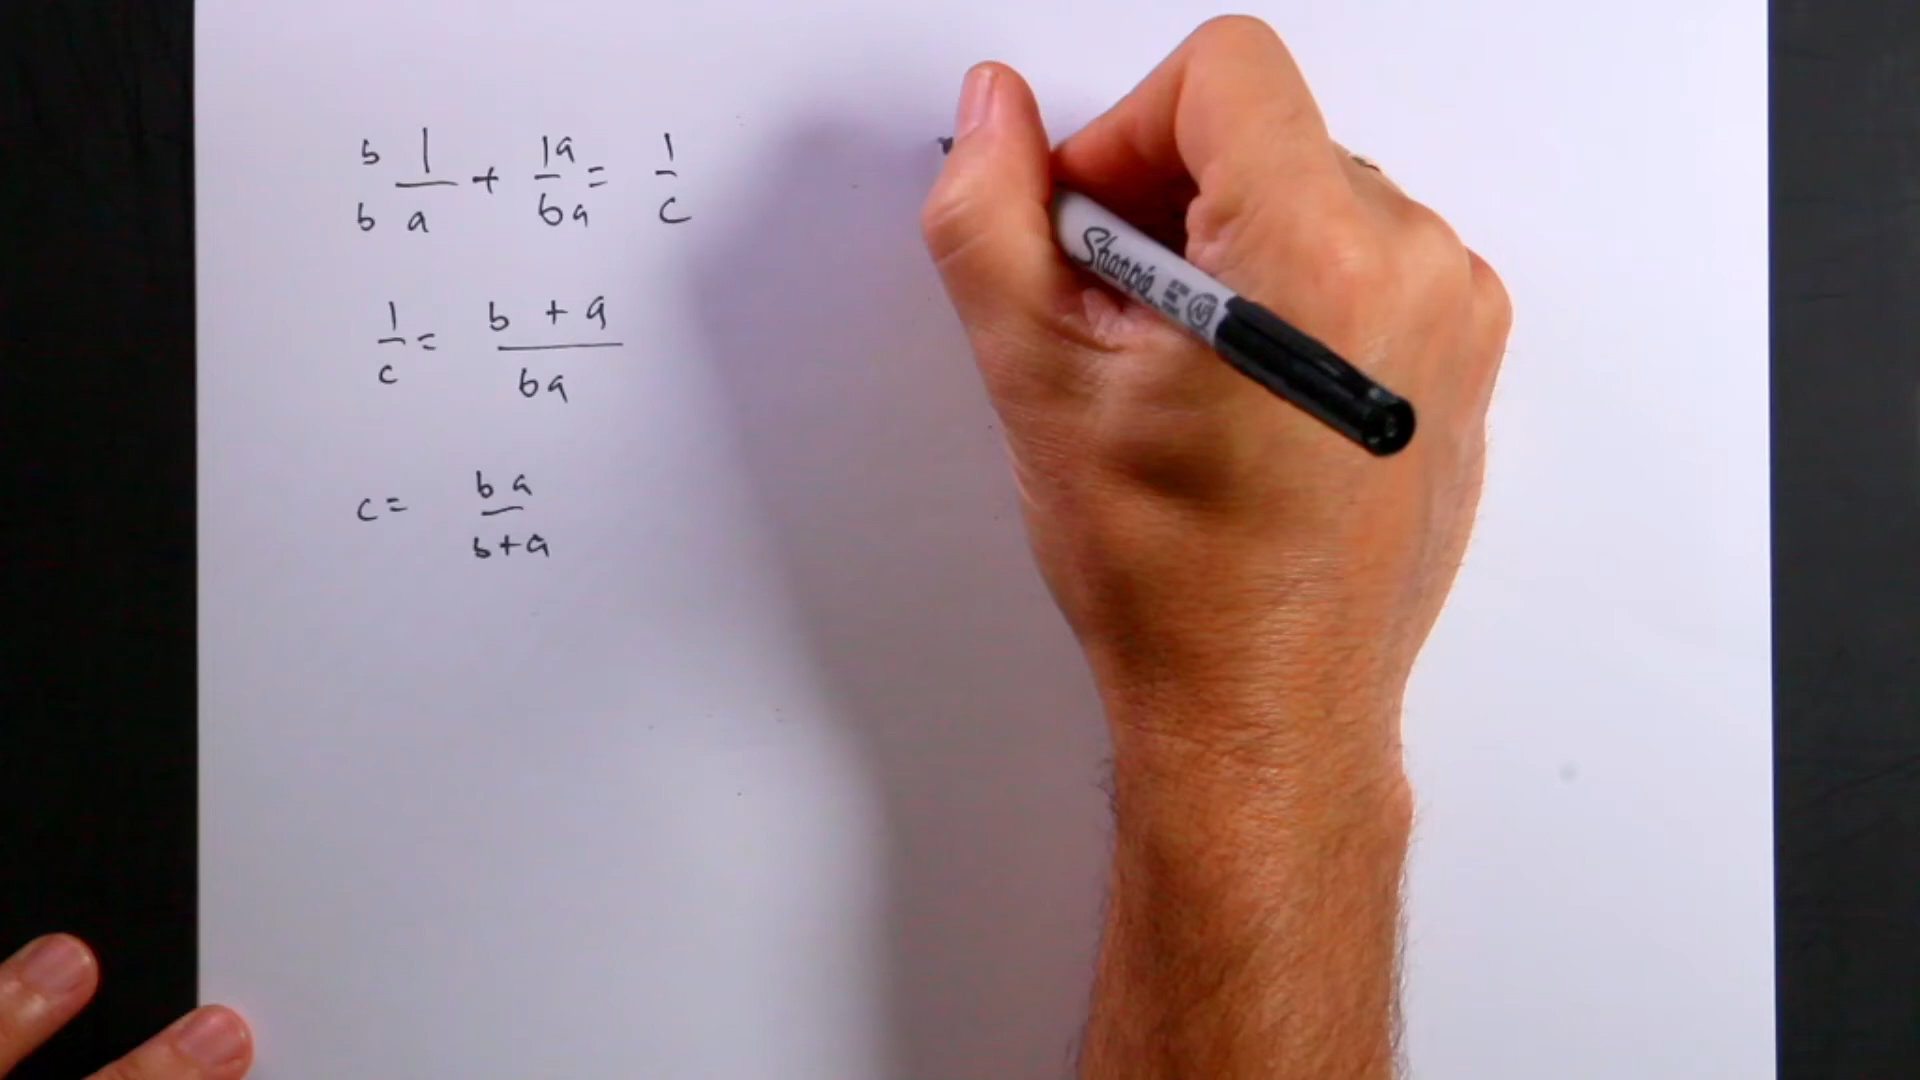 b 1/b a + 1a/ba = 1/c
1/c = b + a/ba
c = b a/b+a
Sharpie